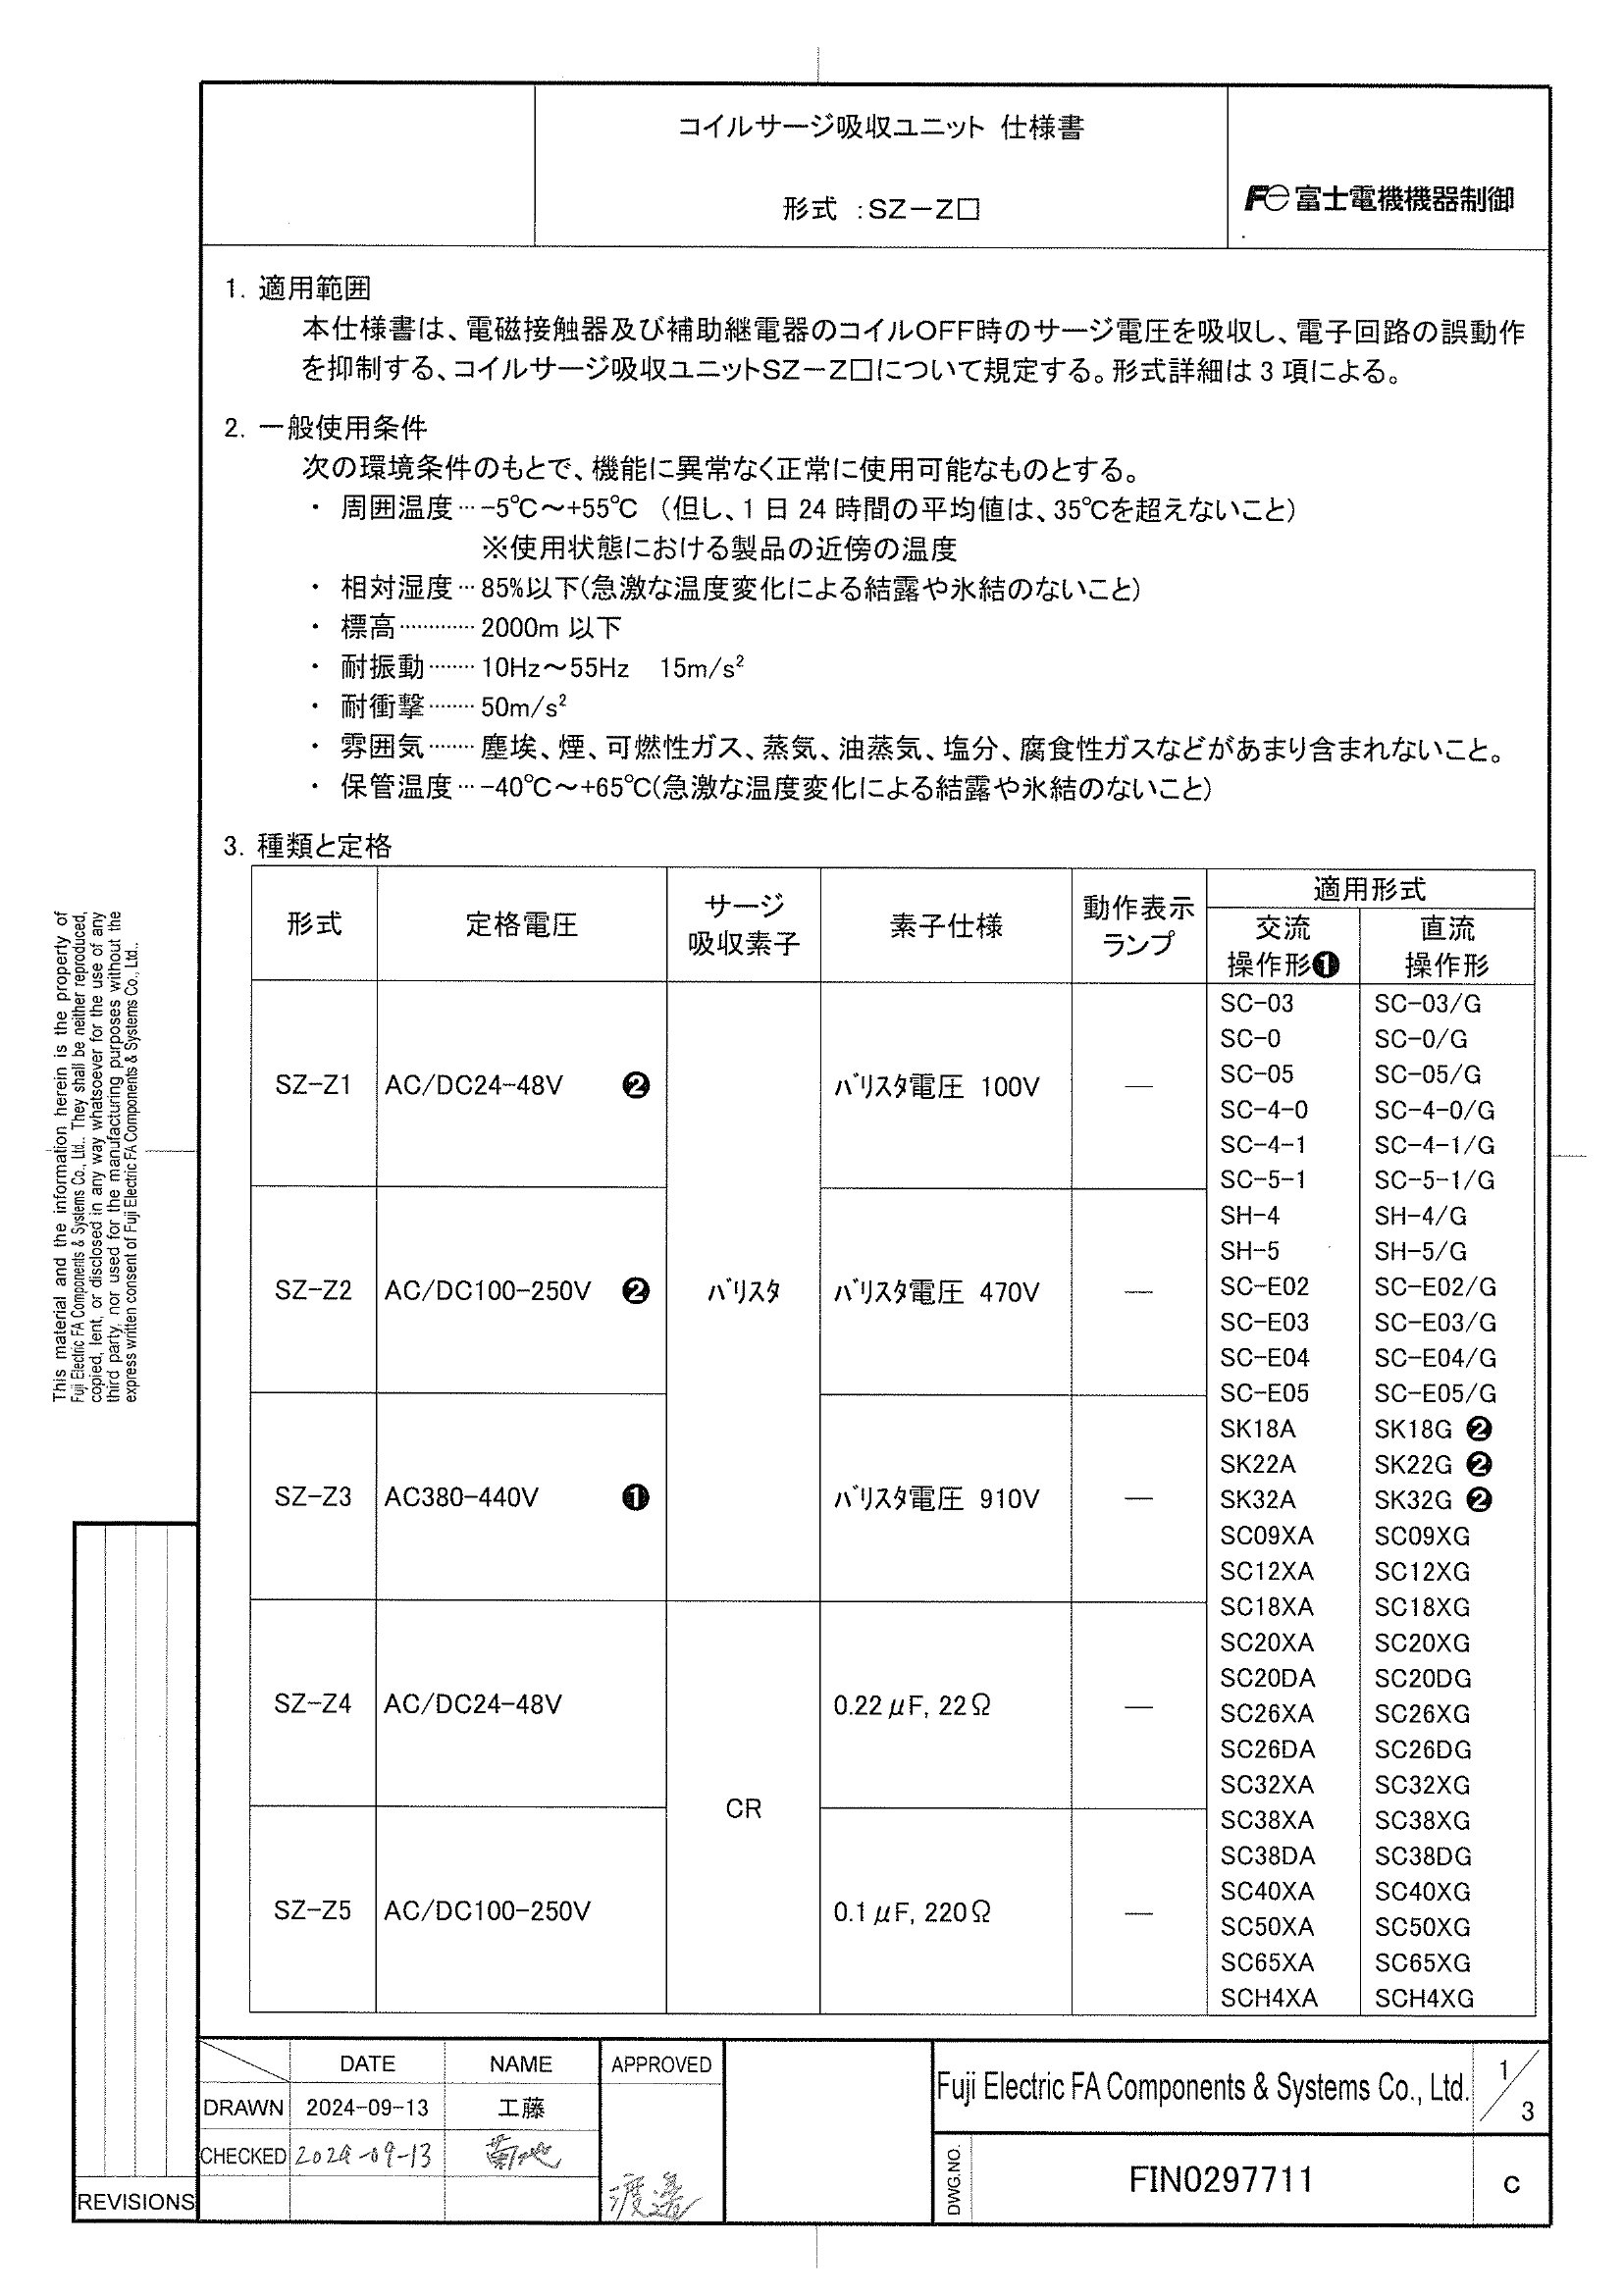 コイルサージ吸収ユニット 仕様書
形式 :SZ-Z□
Fe 富士電機機器制御
1. 適用範囲
本仕様書は、電磁接触器及び補助継電器のコイルOFF時のサージ電圧を吸収し、電子回路の誤動作
を抑制する、コイルサージ吸収ユニットSZ-Z□について規定する。形式詳細は 3 項による。
2. 一般使用条件
次の環境条件のもとで、機能に異常なく正常に使用可能なものとする。
・ 周囲温度…-5℃～+55℃ (但し、1 日 24 時間の平均値は、35℃を超えないこと)
※使用状態における製品の近傍の温度
・ 相対湿度…85%以下(急激な温度変化による結露や氷結のないこと)
・ 標高…………2000m 以下
・ 耐振動……10Hz～55Hz 15m/s²
・ 耐衝撃……50m/s²
・ 雰囲気……塵埃、煙、可燃性ガス、蒸気、油蒸気、塩分、腐食性ガスなどがあまり含まれないこと。
・ 保管温度…-40℃～+65℃(急激な温度変化による結露や氷結のないこと)
3. 種類と定格
形式 定格電圧 サージ吸収素子 素子仕様 動作表示ランプ 適用形式
交流操作形❶ 直流操作形
SZ-Z1 AC/DC24-48V ❷ ﾊﾞﾘｽﾀ電圧 100V —
SZ-Z2 AC/DC100-250V ❷ ﾊﾞﾘｽﾀ ﾊﾞﾘｽﾀ電圧 470V —
SZ-Z3 AC380-440V ❶ ﾊﾞﾘｽﾀ電圧 910V —
SZ-Z4 AC/DC24-48V 0.22μF, 22Ω —
CR
SZ-Z5 AC/DC100-250V 0.1μF, 220Ω —
SC-03 SC-03/G
SC-0 SC-0/G
SC-05 SC-05/G
SC-4-0 SC-4-0/G
SC-4-1 SC-4-1/G
SC-5-1 SC-5-1/G
SH-4 SH-4/G
SH-5 SH-5/G
SC-E02 SC-E02/G
SC-E03 SC-E03/G
SC-E04 SC-E04/G
SC-E05 SC-E05/G
SK18A SK18G ❷
SK22A SK22G ❷
SK32A SK32G ❷
SC09XA SC09XG
SC12XA SC12XG
SC18XA SC18XG
SC20XA SC20XG
SC20DA SC20DG
SC26XA SC26XG
SC26DA SC26DG
SC32XA SC32XG
SC38XA SC38XG
SC38DA SC38DG
SC40XA SC40XG
SC50XA SC50XG
SC65XA SC65XG
SCH4XA SCH4XG
This material and the information herein is the property of
Fuji Electric FA Components & Systems Co., Ltd.. They shall be neither reproduced,
copied, lent, or disclosed in any way whatsoever for the use of any
third party, nor used for the manufacturing purposes without the
express written consent of Fuji Electric FA Components & Systems Co., Ltd..
REVISIONS
DATE NAME APPROVED
DRAWN 2024-09-13 工藤
CHECKED 2024-09-13 菊地
渡邊
Fuji Electric FA Components & Systems Co., Ltd. 1/3
DWG.NO. FIN0297711 c